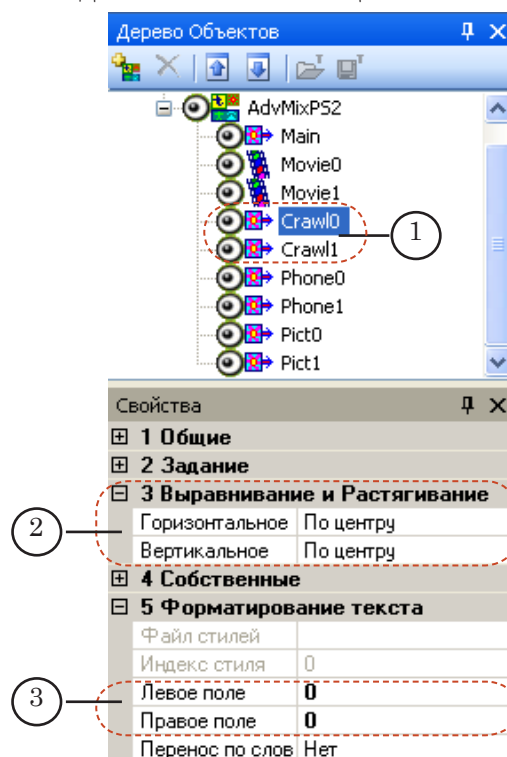 Дерево Объектов
AdvMixPS2
Main
Movie0
Movie1
Crawl0
1
Crawl1
Phone0
Phone1
Pict0
Pict1
Свойства
1 Общие
2 Задание
3 Выравнивание и Растягивание
2
Горизонтальное По центру
Вертикальное По центру
4 Собственные
5 Форматирование текста
Файл стилей
Индекс стиля 0
3
Левое поле 0
Правое поле 0
Перенос по слов Нет